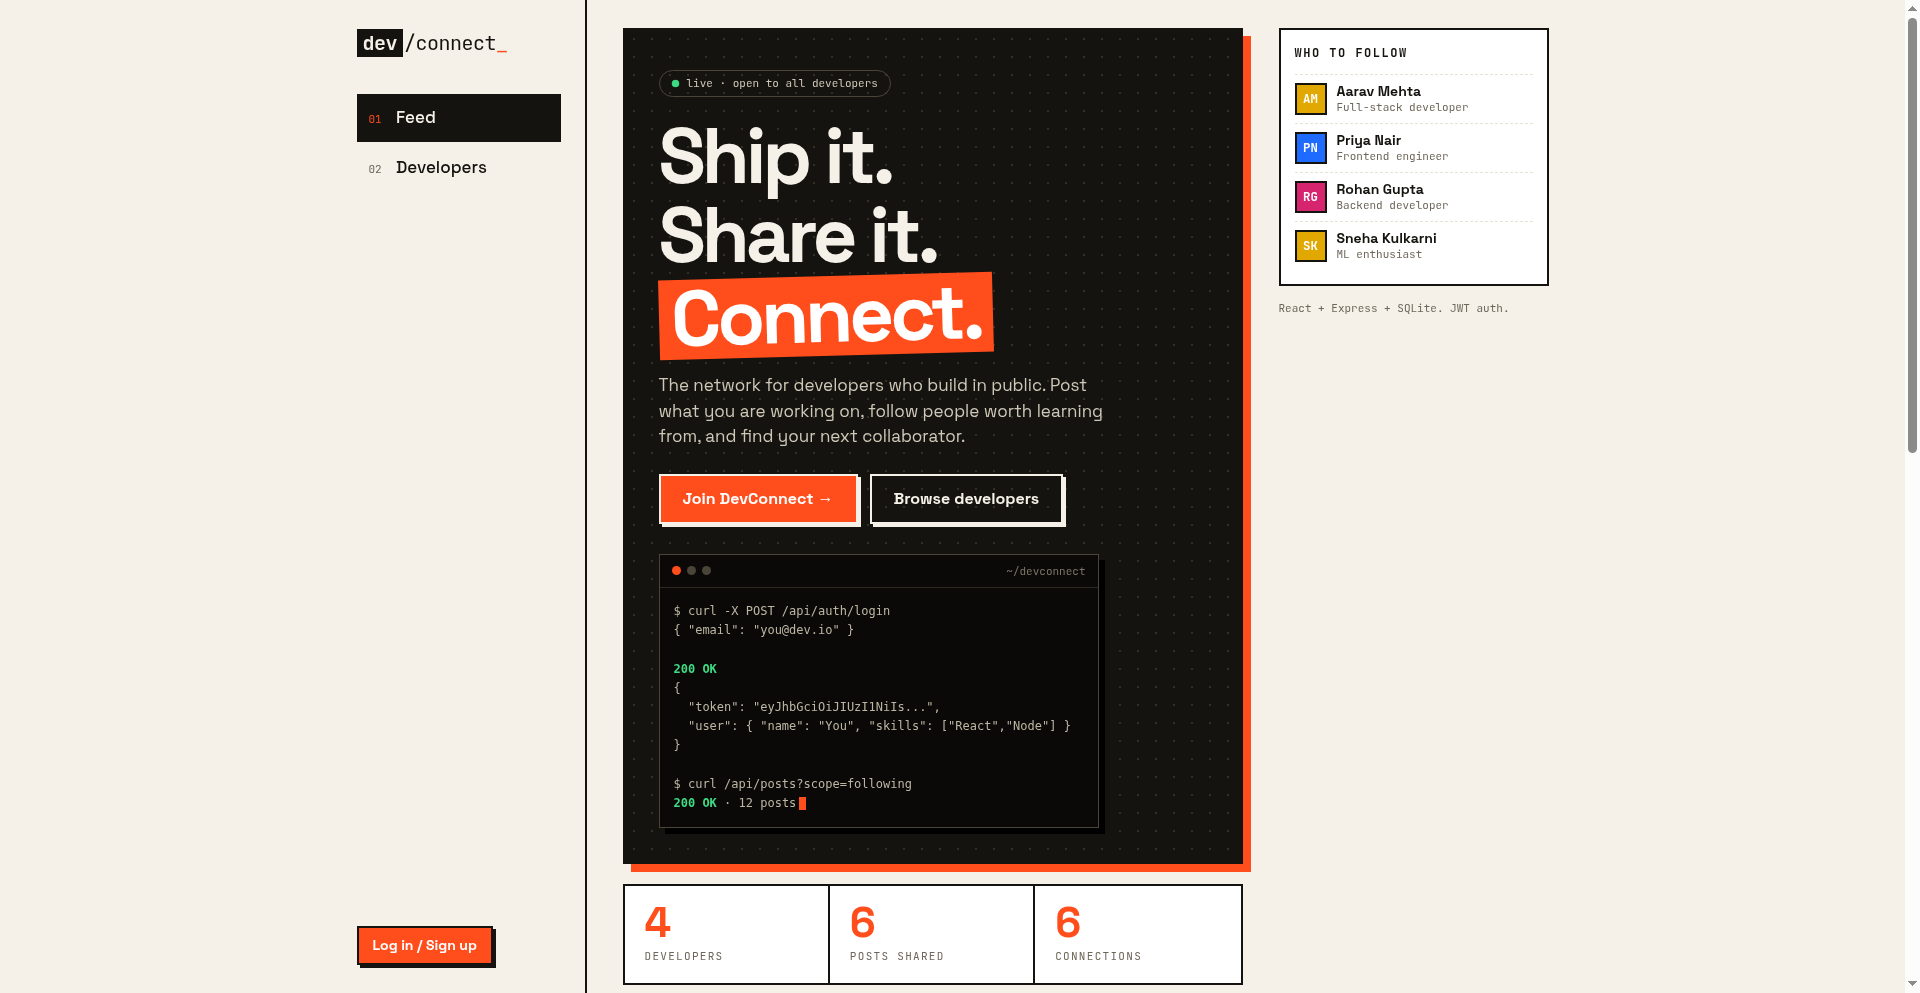 dev/connect_
01 Feed
02 Developers
Log in / Sign up
live · open to all developers
Ship it.
Share it.
Connect.
The network for developers who build in public. Post
what you are working on, follow people worth learning
from, and find your next collaborator.
Join DevConnect →
Browse developers
~/devconnect
$ curl -X POST /api/auth/login
{ "email": "you@dev.io" }
200 OK
{
"token": "eyJhbGciOiJIUzI1NiIs...",
"user": { "name": "You", "skills": ["React","Node"] }
}
$ curl /api/posts?scope=following
200 OK · 12 posts
4
DEVELOPERS
6
POSTS SHARED
6
CONNECTIONS
WHO TO FOLLOW
AM
Aarav Mehta
Full-stack developer
PN
Priya Nair
Frontend engineer
RG
Rohan Gupta
Backend developer
SK
Sneha Kulkarni
ML enthusiast
React + Express + SQLite. JWT auth.